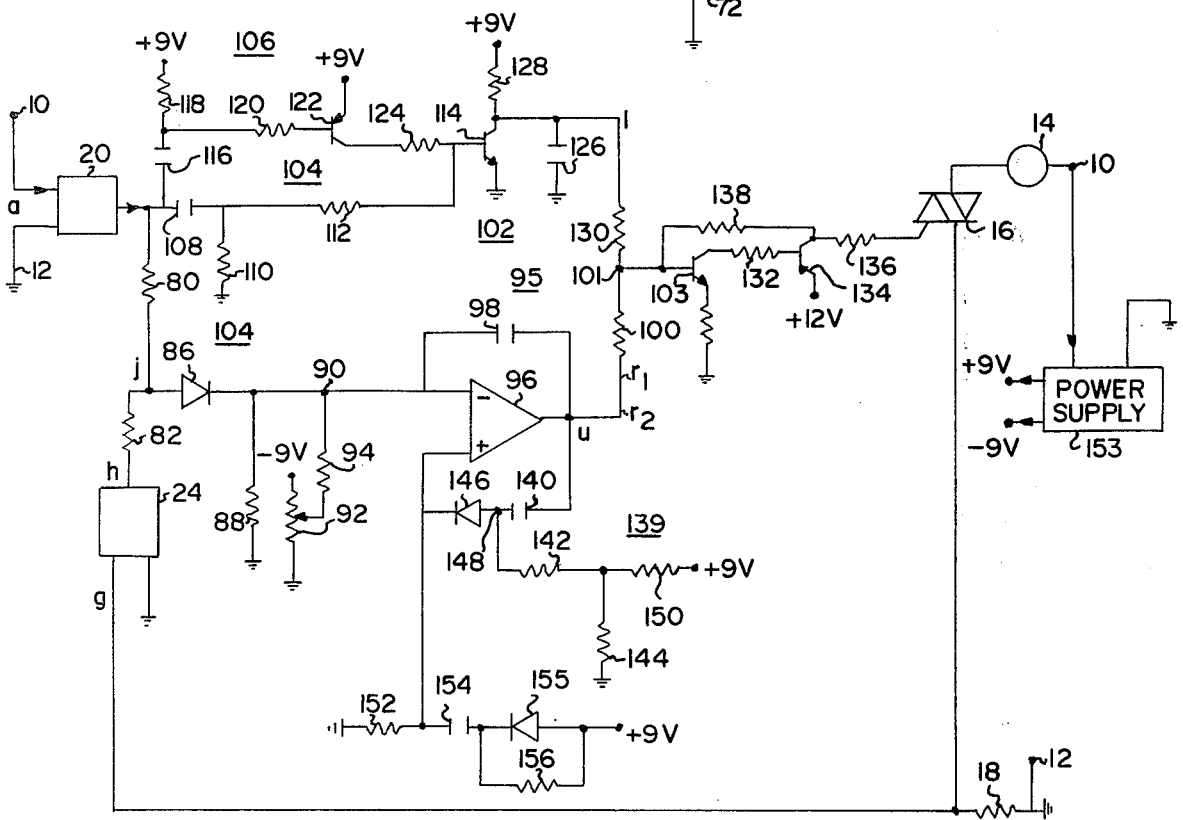 72
+9V
106
+9V
+9V
128
10
118
120
122
124
114
l
14
20
116
126
10
a
104
138
112
102
130
16
12
108
110
101
132
136
80
95
103
134
98
100
+12V
104
j
86
90
96
r1
+9V
POWER
SUPPLY
82
r2
u
-9V
-9V
94
153
h
146
140
24
88
92
139
148
142
+9V
g
150
144
152
154
155
+9V
156
18
12